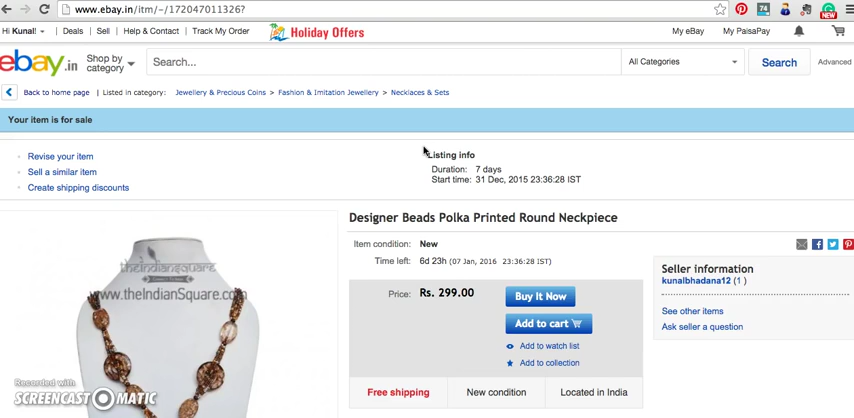 www.ebay.in/itm/-/172047011326?
74
NEW
Hi Kunal! | Deals | Sell | Help & Contact | Track My Order
Holiday Offers
My eBay My PaisaPay
ebay.in Shop by category Search... All Categories Search Advanced
Back to home page | Listed in category: Jewellery & Precious Coins > Fashion & Imitation Jewellery > Necklaces & Sets
Your item is for sale
Revise your item
Sell a similar item
Create shipping discounts
Listing info
Duration: 7 days
Start time: 31 Dec, 2015 23:36:28 IST
Designer Beads Polka Printed Round Neckpiece
Item condition: New
Time left: 6d 23h (07 Jan, 2016 23:36:28 IST)
Price: Rs. 299.00
Buy It Now
Add to cart
Add to watch list
Add to collection
Free shipping New condition Located in India
Seller information
kunalbhadana12 (1 )
See other items
Ask seller a question
theIndianSquare
www.theIndianSquare.com
Recorded with
SCREENCAST MATIC